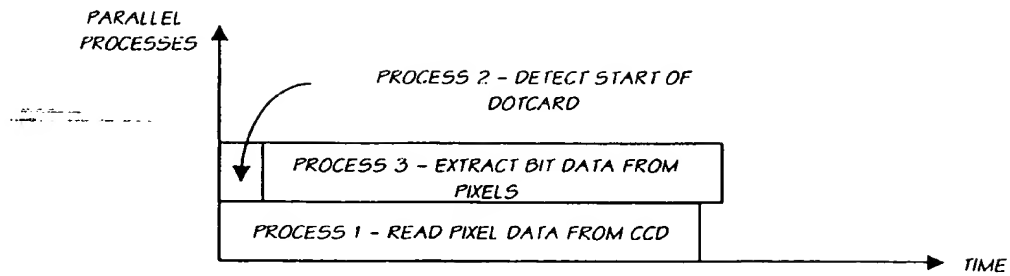 PARALLEL
PROCESSES
PROCESS 2 - DETECT START OF
DOTCARD
PROCESS 3 - EXTRACT BIT DATA FROM
PIXELS
PROCESS 1 - READ PIXEL DATA FROM CCD
TIME